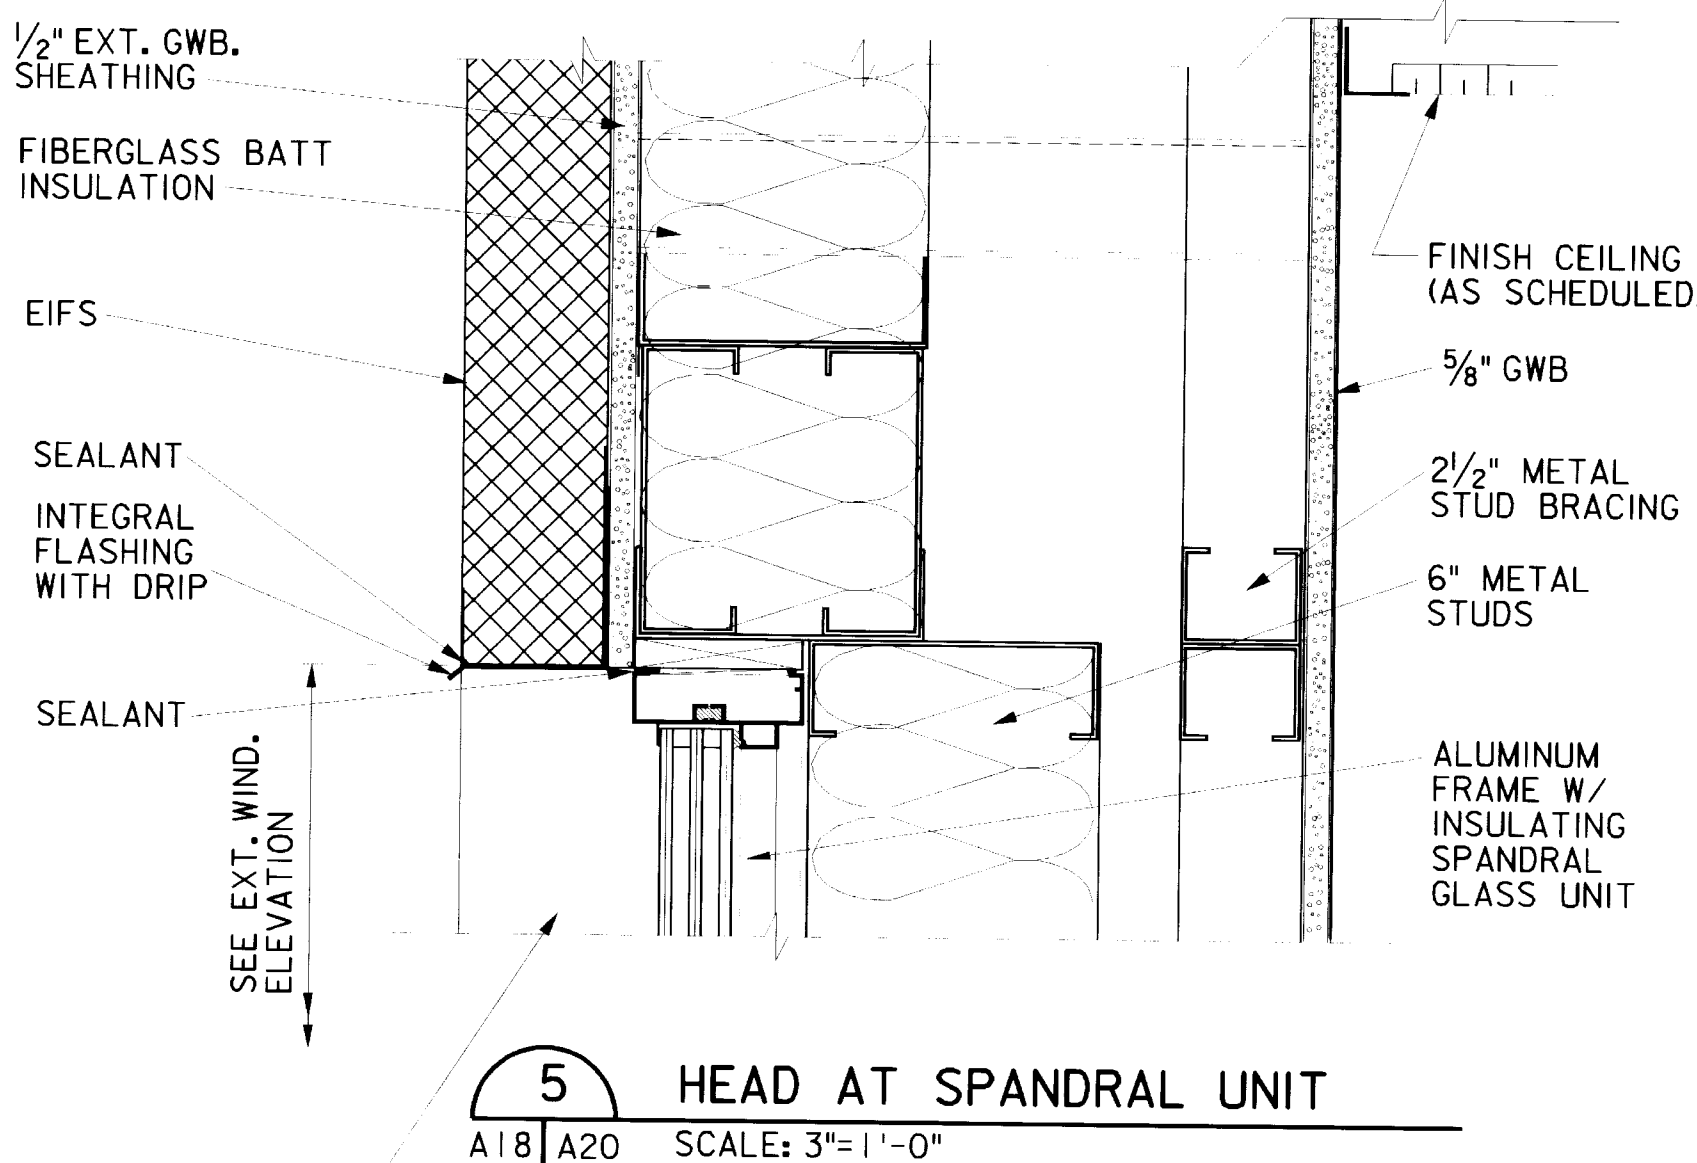 1/2" EXT. GWB.
SHEATHING
FIBERGLASS BATT
INSULATION
EIFS
SEALANT
INTEGRAL
FLASHING
WITH DRIP
SEALANT
SEE EXT. WIND.
ELEVATION
FINISH CEILING
(AS SCHEDULED
5/8" GWB
2 1/2" METAL
STUD BRACING
6" METAL
STUDS
ALUMINUM
FRAME W/
INSULATING
SPANDRAL
GLASS UNIT
5 HEAD AT SPANDRAL UNIT
A18 A20 SCALE: 3"=1'-0"